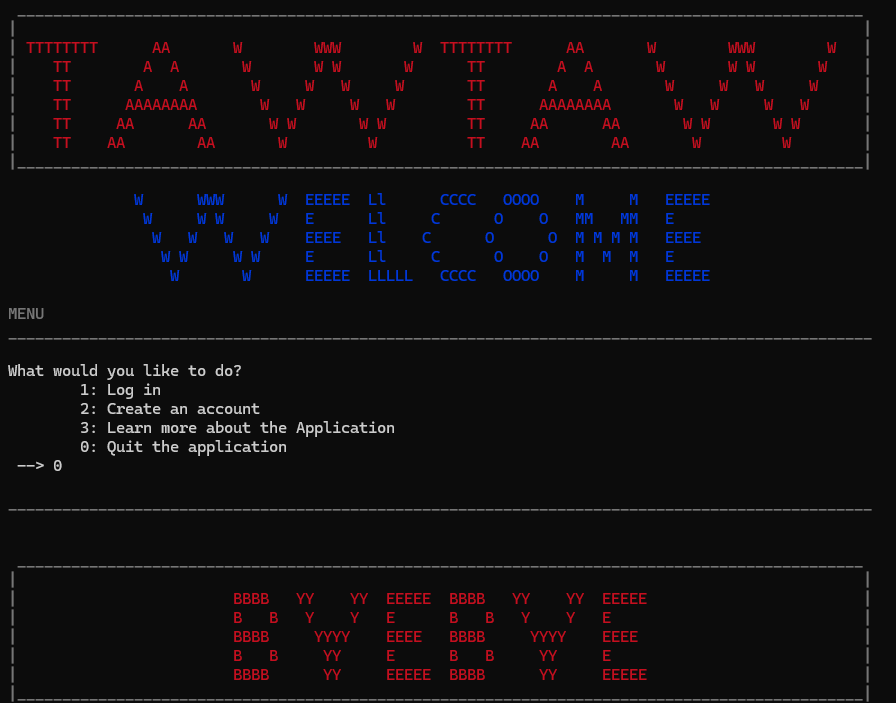 TAWTAW
WELCOME
MENU
What would you like to do?
1: Log in
2: Create an account
3: Learn more about the Application
0: Quit the application
--> 0
BYEBYE